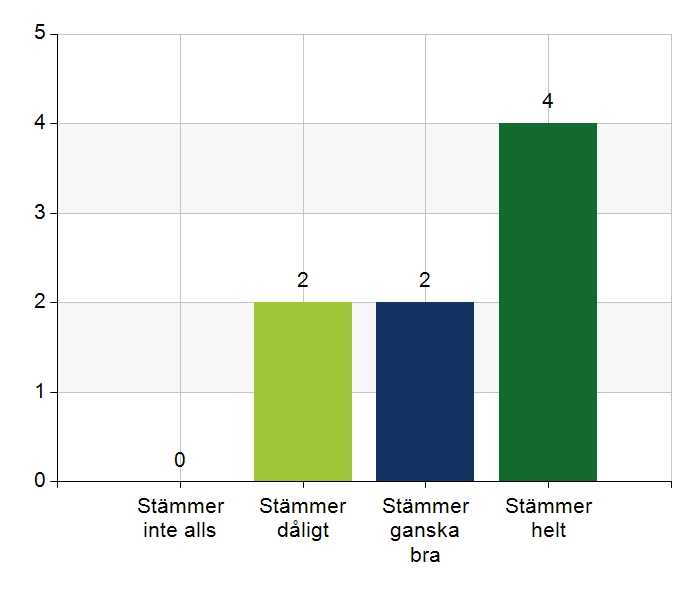 5
4
3
2
1
0
0
2
2
4
Stämmer
inte alls
Stämmer
dåligt
Stämmer
ganska
bra
Stämmer
helt